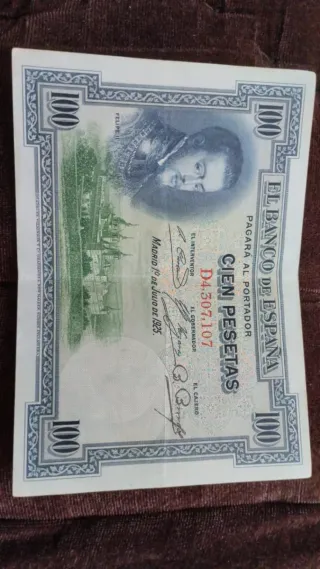 100
100
EL BANCO DE ESPAÑA
PAGARÁ AL PORTADOR
CIEN PESETAS
D4,307,107
EL INTERVENTOR
EL GOBERNADOR
EL CAJERO
MADRID 1º DE JULIO DE 1925.
FELIPE II
100
100